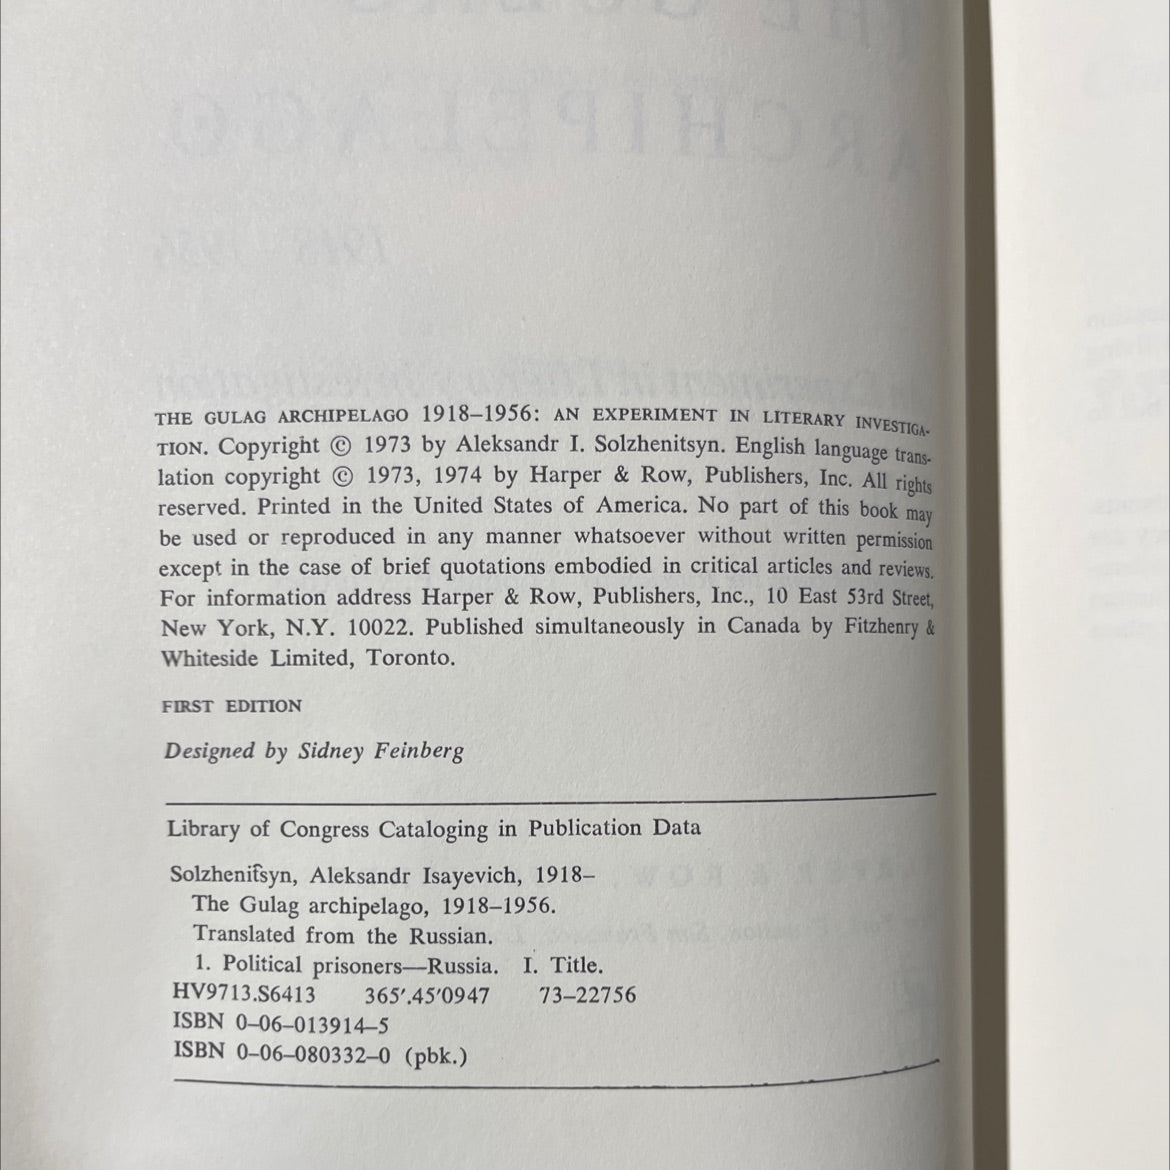 THE GULAG ARCHIPELAGO 1918–1956: AN EXPERIMENT IN LITERARY INVESTIGA-
TION. Copyright © 1973 by Aleksandr I. Solzhenitsyn. English language trans-
lation copyright © 1973, 1974 by Harper & Row, Publishers, Inc. All rights
reserved. Printed in the United States of America. No part of this book may
be used or reproduced in any manner whatsoever without written permission
except in the case of brief quotations embodied in critical articles and reviews.
For information address Harper & Row, Publishers, Inc., 10 East 53rd Street,
New York, N.Y. 10022. Published simultaneously in Canada by Fitzhenry &
Whiteside Limited, Toronto.
FIRST EDITION
Designed by Sidney Feinberg
Library of Congress Cataloging in Publication Data
Solzhenit͡syn, Aleksandr Isayevich, 1918–
The Gulag archipelago, 1918–1956.
Translated from the Russian.
1. Political prisoners—Russia. I. Title.
HV9713.S6413 365′.45′0947 73–22756
ISBN 0–06–013914–5
ISBN 0–06–080332–0 (pbk.)